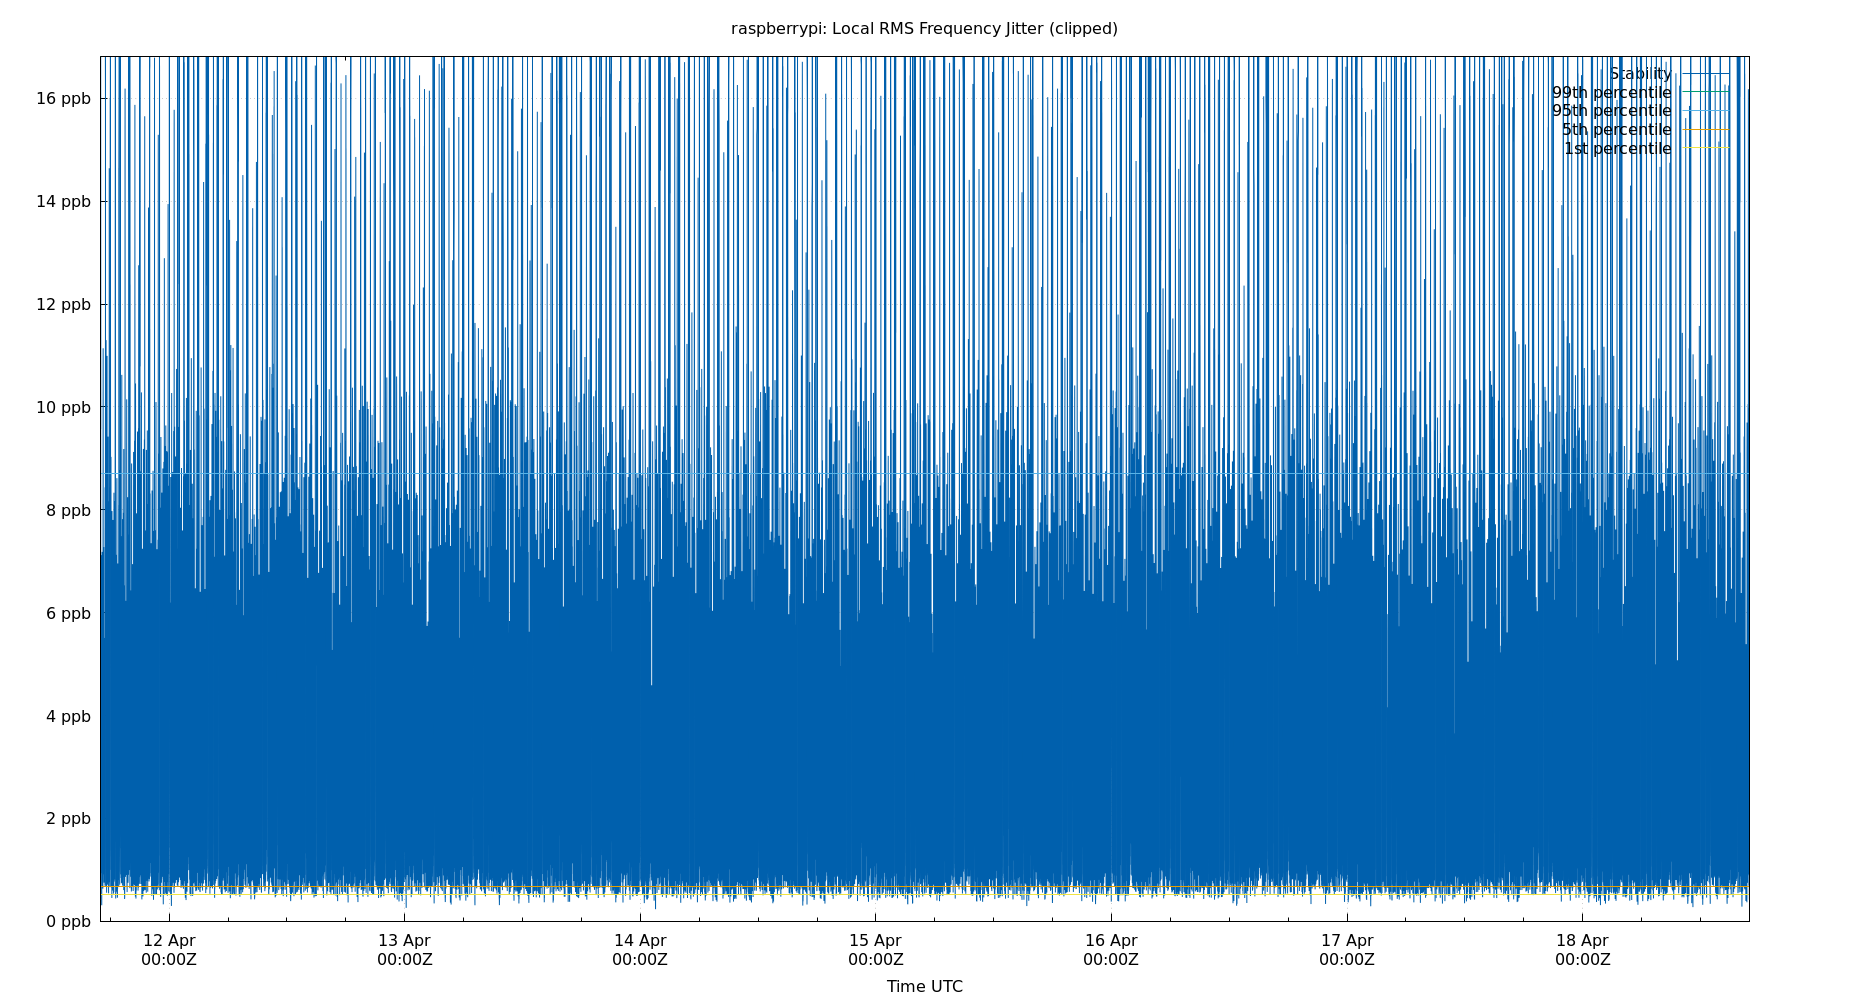 raspberrypi: Local RMS Frequency Jitter (clipped)
16 ppb
14 ppb
12 ppb
10 ppb
8 ppb
6 ppb
4 ppb
2 ppb
0 ppb
Stability
99th percentile
95th percentile
5th percentile
1st percentile
12 Apr 13 Apr 14 Apr 15 Apr 16 Apr 17 Apr 18 Apr
00:00Z 00:00Z 00:00Z 00:00Z 00:00Z 00:00Z 00:00Z
Time UTC